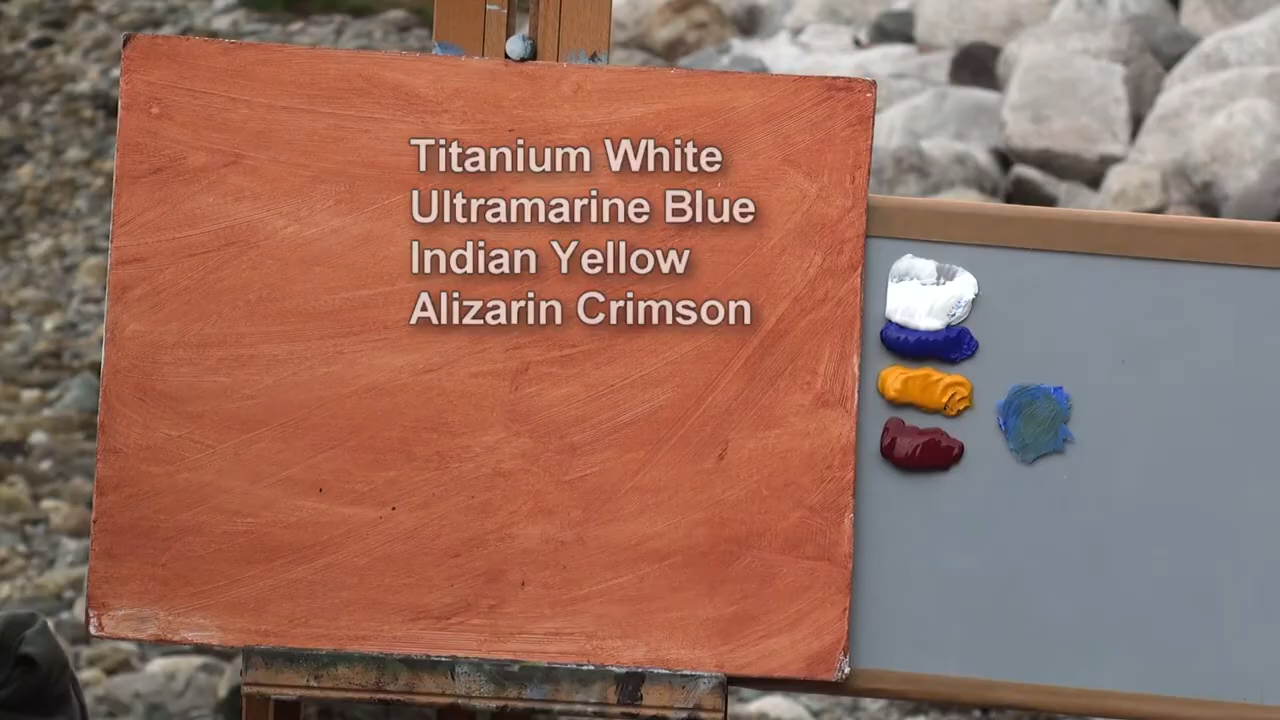 Titanium White
Ultramarine Blue
Indian Yellow
Alizarin Crimson